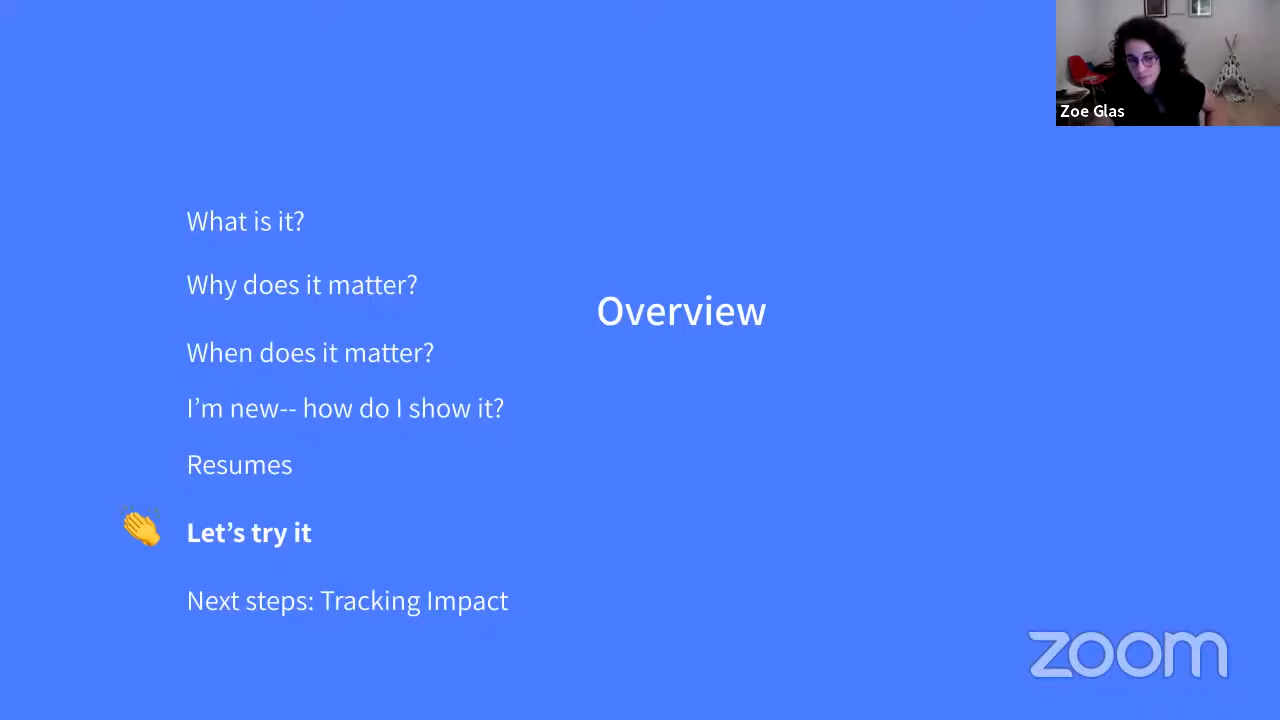 Zoe Glas
What is it?
Why does it matter?
Overview
When does it matter?
I’m new-- how do I show it?
Resumes
Let’s try it
Next steps: Tracking Impact
zoom